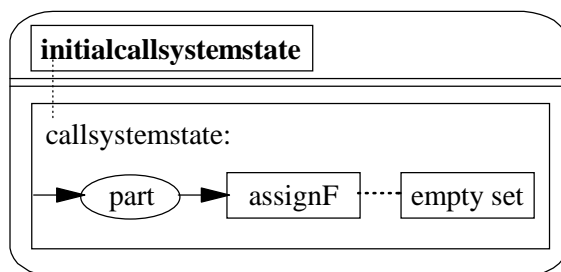 initialcallsystemstate
callsystemstate:
part assignF empty set